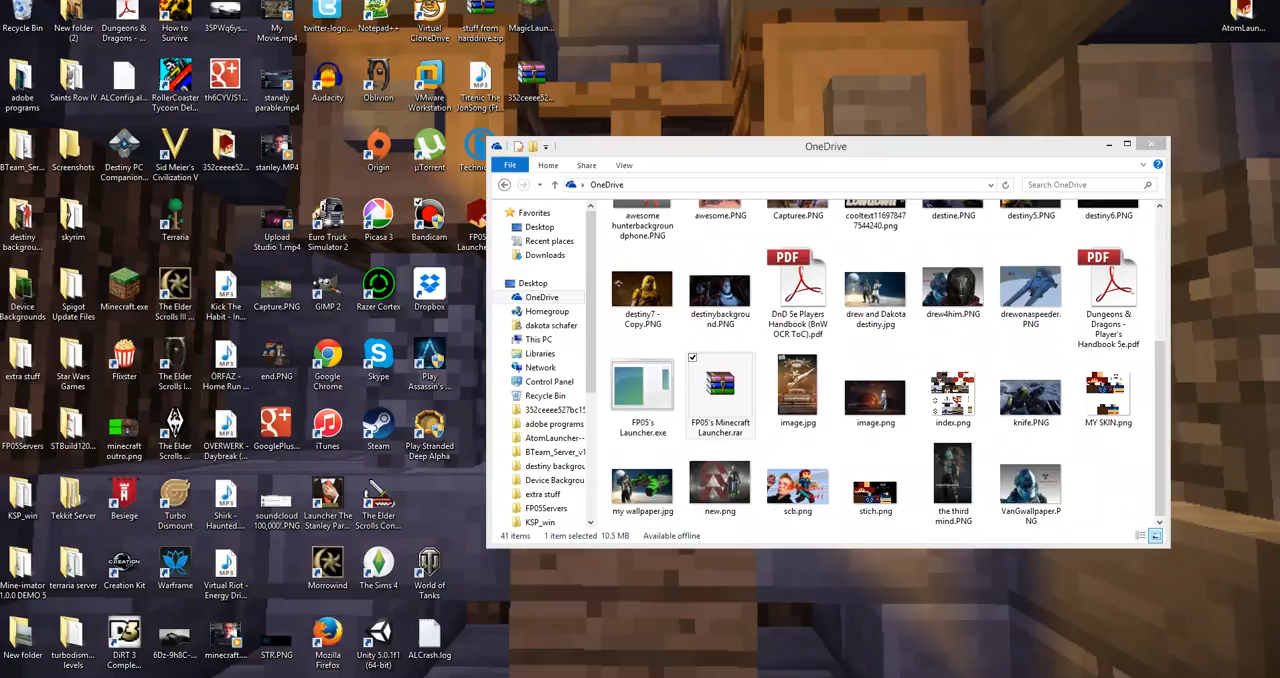 Recycle Bin
New folder
(2)
Dungeons &
Dragons - ...
How to
Survive
35PWq6ys...
My
Movie.mp4
twitter-logo...
Notepad++
Virtual
CloneDrive
stuff from
harddrive.zip
MagicLaun...
AtomLaun...
adobe
programs
Saints Row IV
ALConfig.al...
RollerCoaster
Tycoon Del...
th6CYVJS1...
stanely
parable.mp4
Audacity
Oblivion
VMware
Workstation
Titenic The
JonSong (Ft...
352ceeee52...
BTeam_Ser...
Screenshots
Destiny PC
Companion...
Sid Meier's
Civilization V
352ceeee52...
stanley.MP4
Origin
µTorrent
Technic
destiny
backgrou...
skyrim
Terraria
Upload
Studio 1.mp4
Euro Truck
Simulator 2
Picasa 3
Bandicam
FP05
Launcher...
Device
Backgrounds
Spigot
Update Files
Minecraft.exe
The Elder
Scrolls III ...
Kick The
Habit - In...
Capture.PNG
GIMP 2
Razer Cortex
Dropbox
extra stuff
Star Wars
Games
Flixster
The Elder
Scrolls I...
ÖRFAZ -
Home Run ...
end.PNG
Google
Chrome
Skype
Play
Assassin's ...
FP05Servers
STBuild120...
minecraft
outro.png
The Elder
Scrolls ...
OVERWERK -
Daybreak (...
GooglePlus...
iTunes
Steam
Play Stranded
Deep Alpha
KSP_win
Tekkit Server
Besiege
Turbo
Dismount
Shirk -
Haunted...
soundcloud
100,000!.PNG
Launcher The
Stanley Par...
The Elder
Scrolls Con...
Mine-imator
1.0.0 DEMO 5
terraria server
Creation Kit
Warframe
Virtual Riot -
Energy Dri...
Morrowind
The Sims 4
World of
Tanks
New folder
turbodism...
levels
DiRT 3
Comple...
6Dz-9h8C-...
minecraft....
STR.PNG
Mozilla
Firefox
Unity 5.0.1f1
(64-bit)
ALCrash.log
OneDrive
File Home Share View
OneDrive
Search OneDrive
Favorites
Desktop
Recent places
Downloads
Desktop
OneDrive
Homegroup
dakota schafer
This PC
Libraries
Network
Control Panel
Recycle Bin
352ceeee527bc15
adobe programs
AtomLauncher--
BTeam_Server_v1
destiny backgrou
Device Backgrou
extra stuff
FP05Servers
KSP_win
awesome
hunterbackgroun
dphone.PNG
awesome.PNG
Capturee.PNG
cooltext11697847
7544240.png
destine.PNG
destiny5.PNG
destiny6.PNG
destiny7 -
Copy.PNG
destinybackgrou
nd.PNG
PDF
DnD 5e Players
Handbook (BnW
OCR ToC).pdf
drew and Dakota
destiny.jpg
drew4him.PNG
drewonaspeeder.
PNG
PDF
Dungeons &
Dragons -
Player's
Handbook 5e.pdf
FP05's
Launcher.exe
FP05's Minecraft
Launcher.rar
image.jpg
image.png
index.png
knife.PNG
MY SKIN.png
my wallpaper.jpg
new.png
scb.png
stich.png
the third
mind.PNG
VanGwallpaper.P
NG
41 items 1 item selected 10.5 MB Available offline